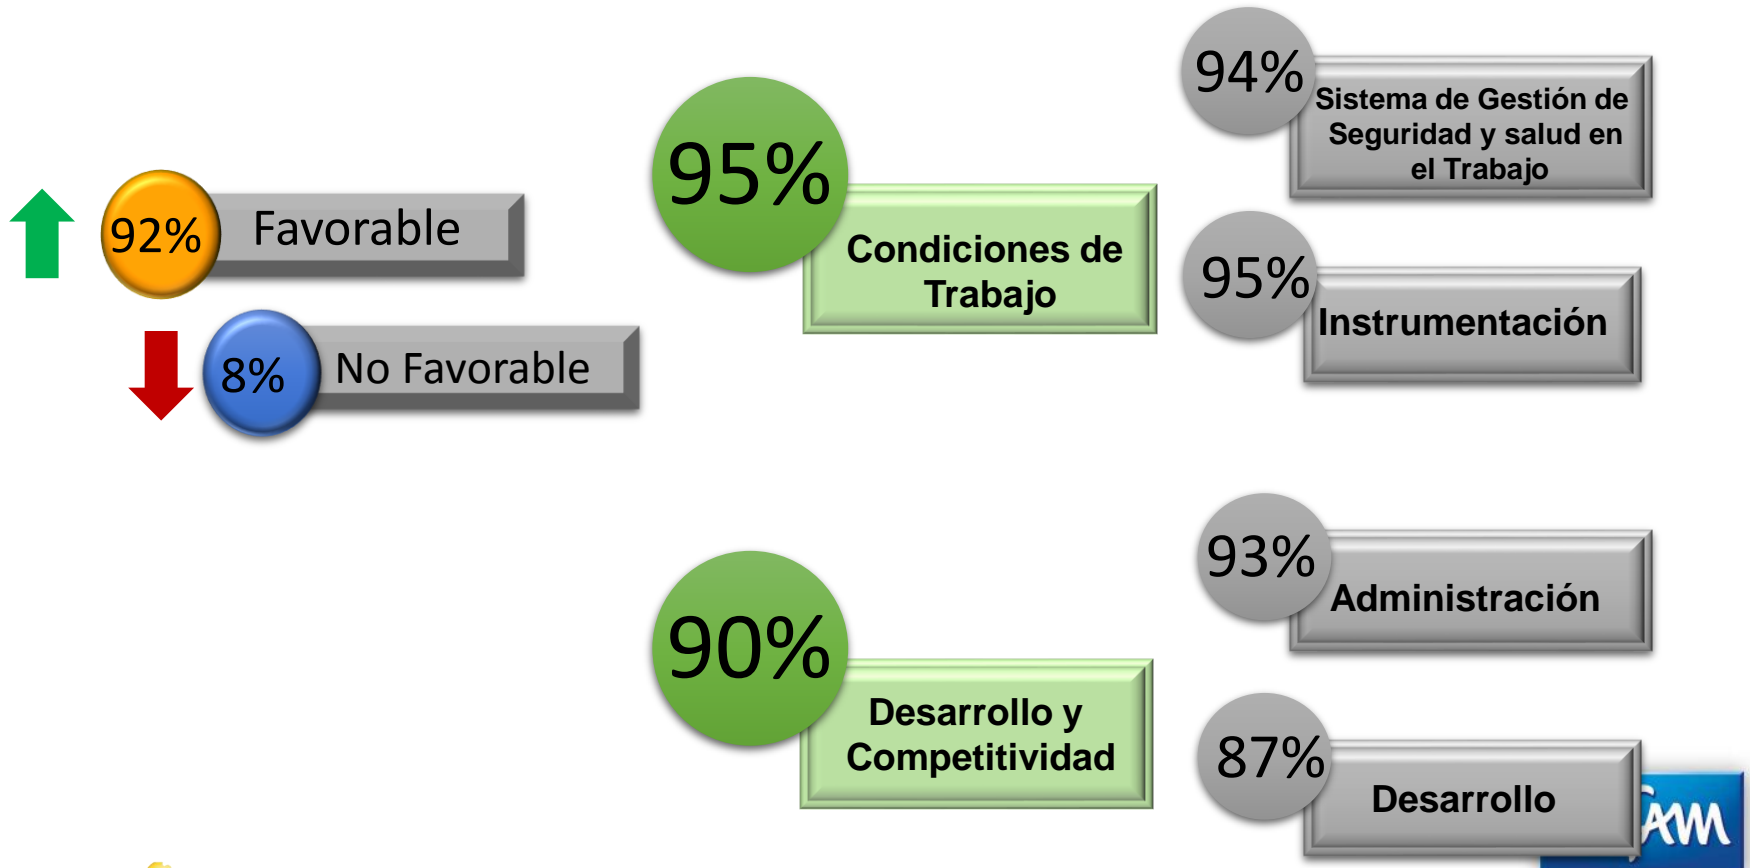 92%
Favorable
8%
No Favorable
95%
Condiciones de
Trabajo
94%
Sistema de Gestión de
Seguridad y salud en
el Trabajo
95%
Instrumentación
90%
Desarrollo y
Competitividad
93%
Administración
87%
Desarrollo